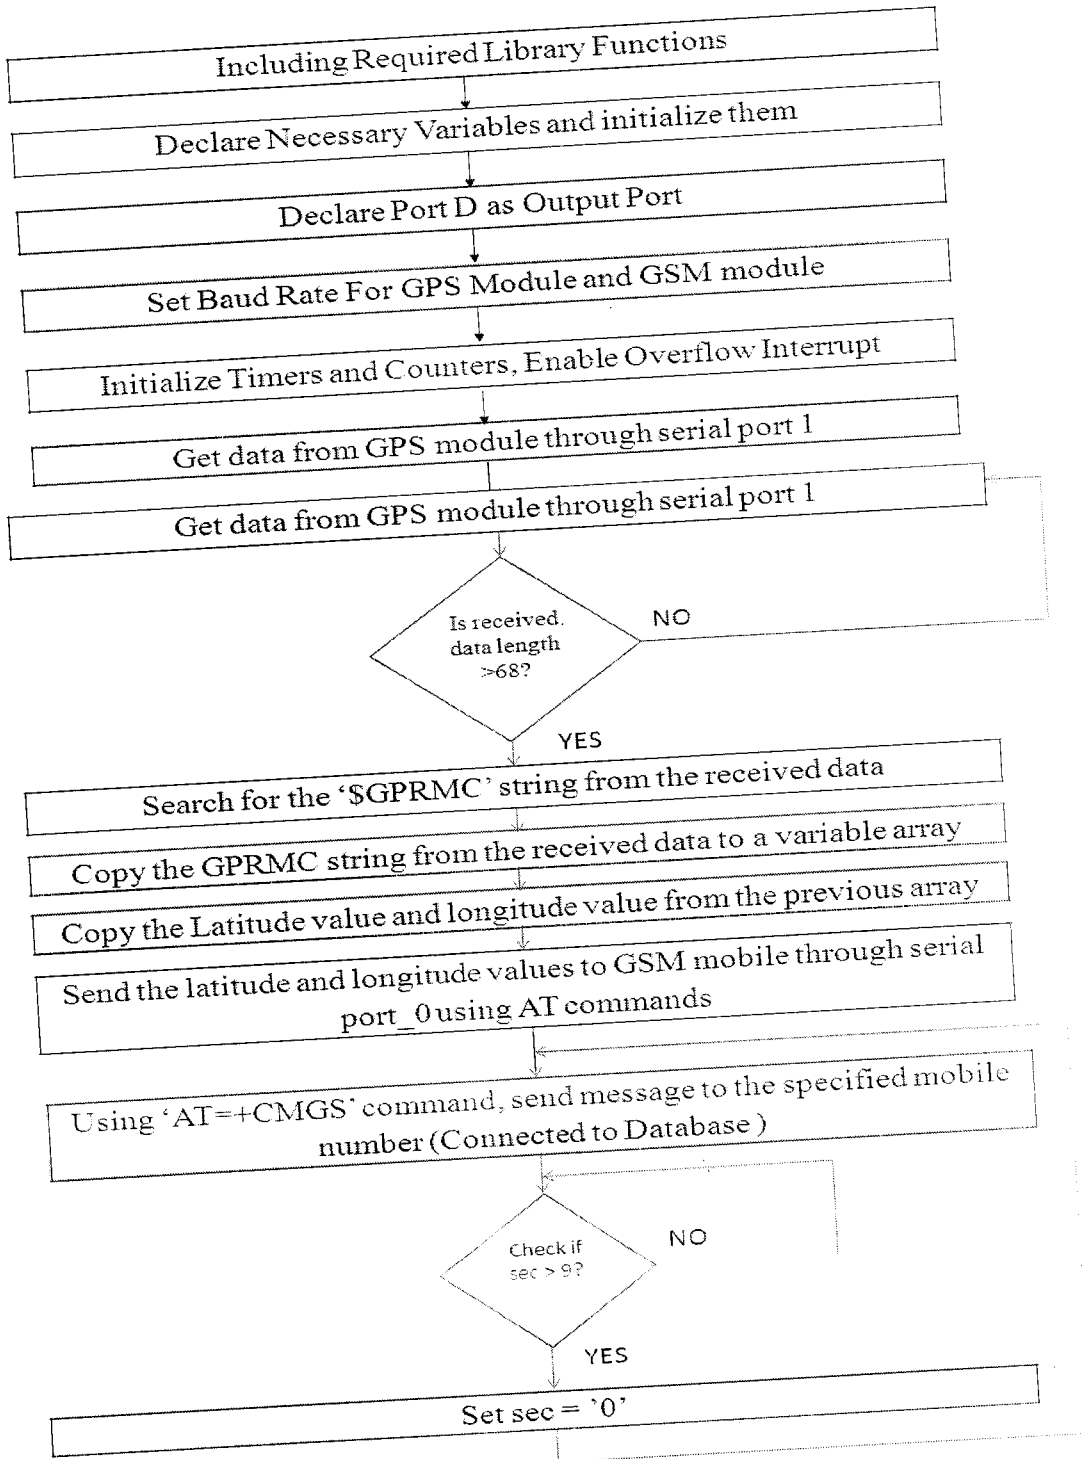 Including Required Library Functions
Declare Necessary Variables and initialize them
Declare Port D as Output Port
Set Baud Rate For GPS Module and GSM module
Initialize Timers and Counters, Enable Overflow Interrupt
Get data from GPS module through serial port 1
Get data from GPS module through serial port 1
Is received.
data length
>68?
NO
YES
Search for the ‘$GPRMC’ string from the received data
Copy the GPRMC string from the received data to a variable array
Copy the Latitude value and longitude value from the previous array
Send the latitude and longitude values to GSM mobile through serial
port_0 using AT commands
Using ‘AT=+CMGS’ command, send message to the specified mobile
number (Connected to Database )
Check if
sec > 9?
NO
YES
Set sec = ’0’